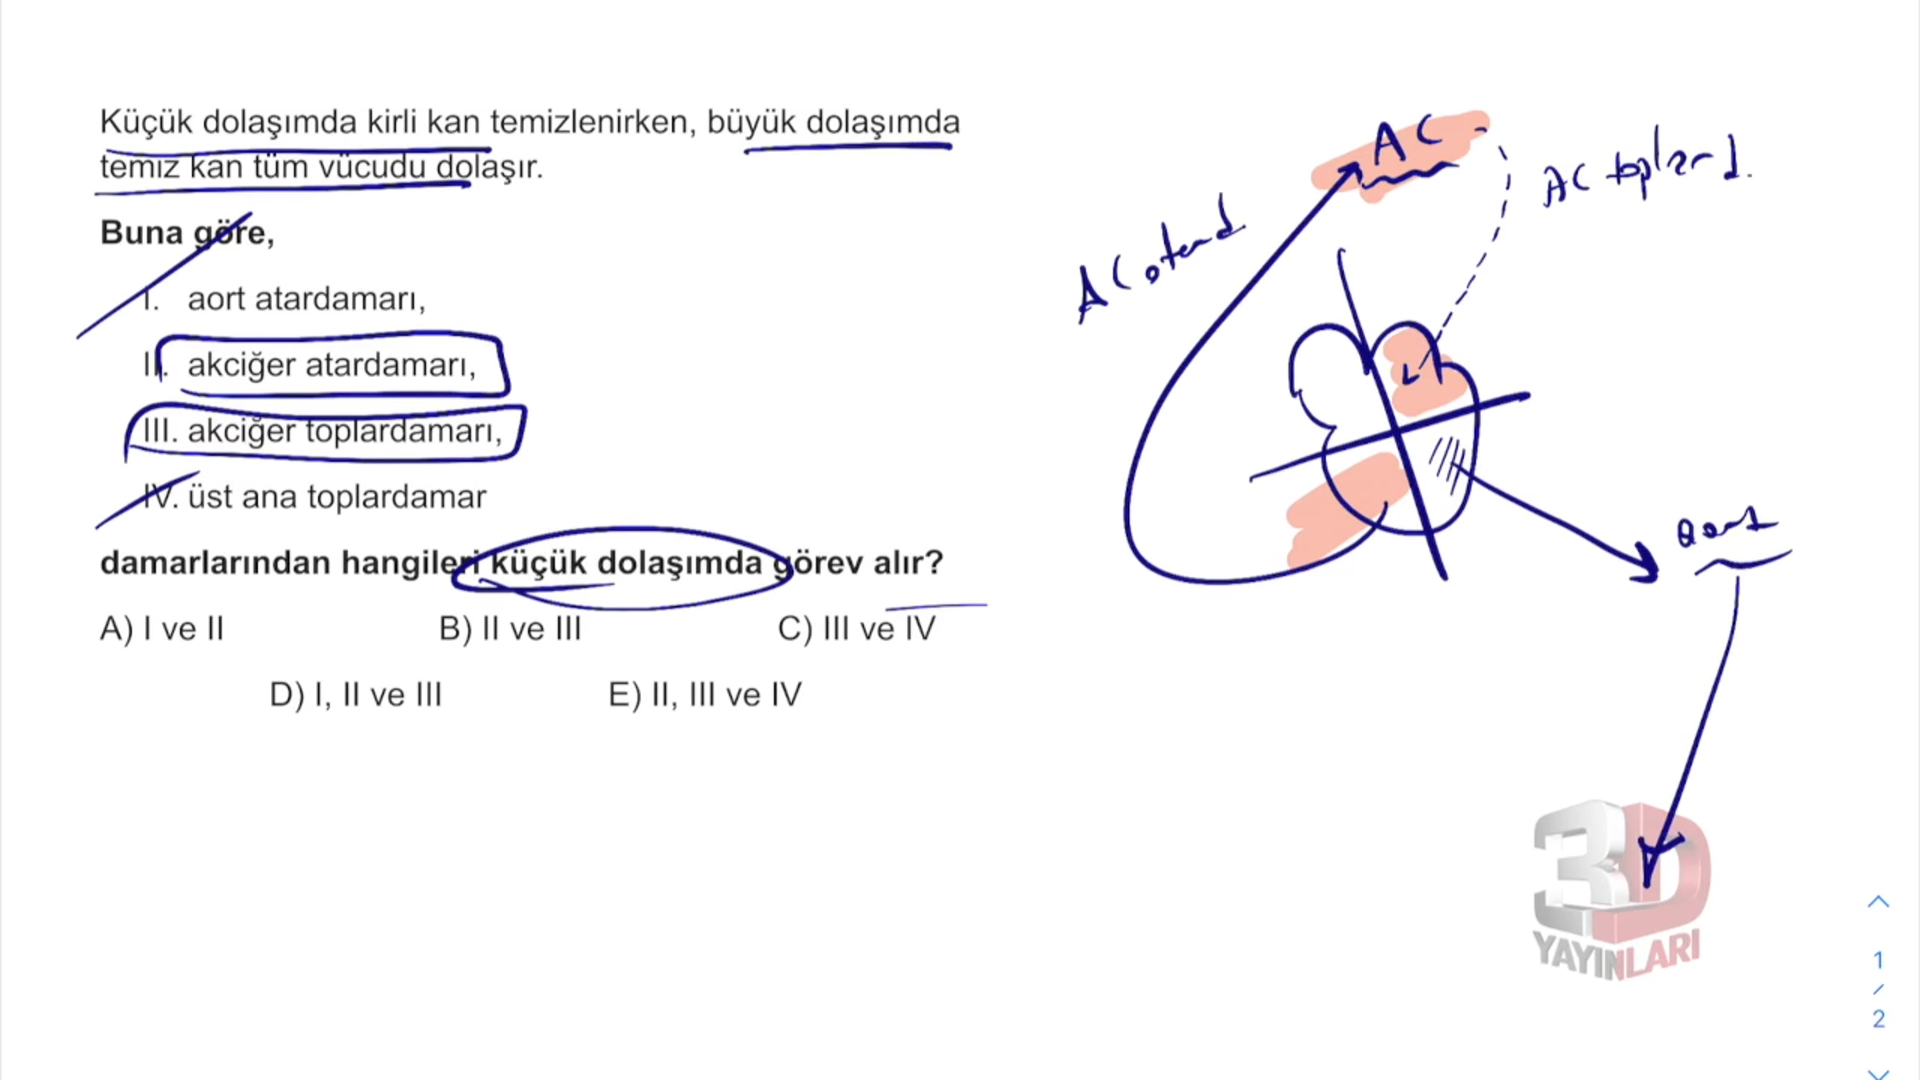 Küçük dolaşımda kirli kan temizlenirken, büyük dolaşımda
temiz kan tüm vücudu dolaşır.
Buna göre,
I. aort atardamarı,
II. akciğer atardamarı,
III. akciğer toplardamarı,
IV. üst ana toplardamar
damarlarından hangileri küçük dolaşımda görev alır?
A) I ve II B) II ve III C) III ve IV
D) I, II ve III E) II, III ve IV
AC
AC toplard.
AC atard
aort
3D
YAYINLARI
1
/
2